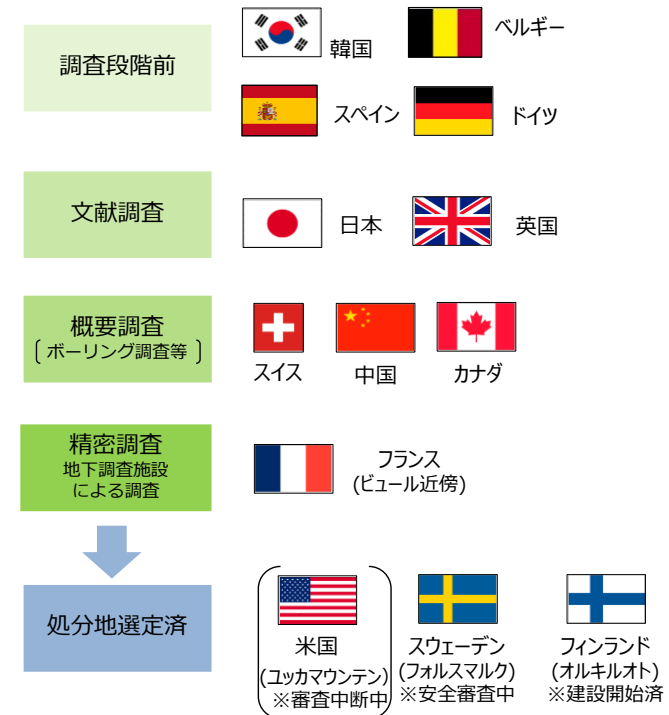 調査段階前
韓国
ベルギー
スペイン
ドイツ
文献調査
日本
英国
概要調査
〔 ボーリング調査等 〕
スイス
中国
カナダ
精密調査
地下調査施設
による調査
フランス
(ビュール近傍)
処分地選定済
米国
(ユッカマウンテン)
※審査中断中
スウェーデン
(フォルスマルク)
※安全審査中
フィンランド
(オルキルオト)
※建設開始済